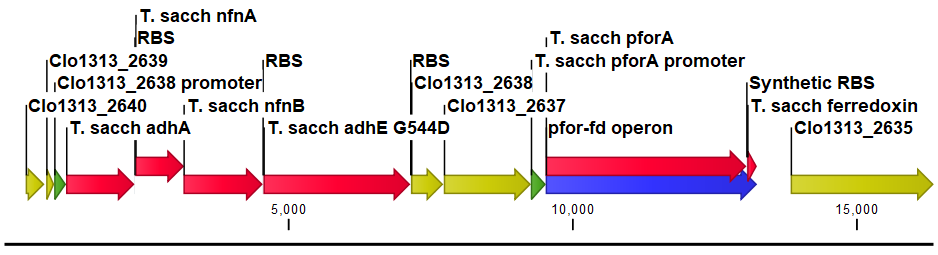 T. sacch nfnA
RBS
T. sacch pforA
Clo1313_2639
RBS
RBS
T. sacch pforA promoter
Clo1313_2638 promoter
Clo1313_2638
Synthetic RBS
Clo1313_2640
T. sacch nfnB
Clo1313_2637
T. sacch ferredoxin
T. sacch adhA
T. sacch adhE G544D
pfor-fd operon
Clo1313_2635
5,000
10,000
15,000